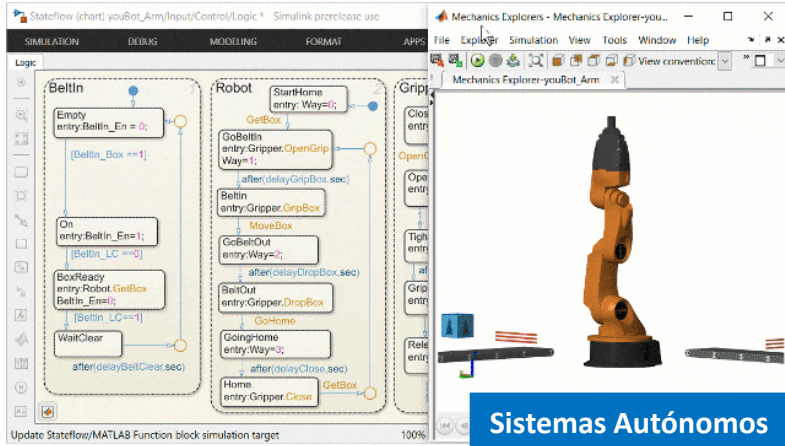 Stateflow (chart) youBot_Arm/Input/Control/Logic * - Simulink prerelease use
SIMULATION DEBUG MODELING FORMAT APPS
Logic
BeltIn
1
Empty
entry:BeltIn_En = 0;
[BeltIn_Box ==1]
On
entry:BeltIn_En=1;
[BeltIn_LC ==0]
BoxReady
entry:Robot.GetBox
BeltIn_En=0;
[BeltIn_LC==1]
WaitClear
after(delayBeltClear,sec)
Robot
2
StartHome
entry: Way=0;
GetBox
GoBeltIn
entry:Gripper.OpenGrip
Way=1;
after(delayGripBox,sec)
BeltIn
entry:Gripper.GripBox
MoveBox
GoBeltOut
entry:Way=2;
after(delayDropBox,sec)
BeltOut
entry:Gripper.DropBox
GoHome
GoingHome
entry:Way=3;
after(delayClose,sec)
Home
entry:Gripper.Close
GetBox
Update Stateflow/MATLAB Function block simulation target
100%
Mechanics Explorers - Mechanics Explorer-you...
File Explorer Simulation View Tools Window Help
View convention:
Mechanics Explorer-youBot_Arm
Sistemas Autónomos